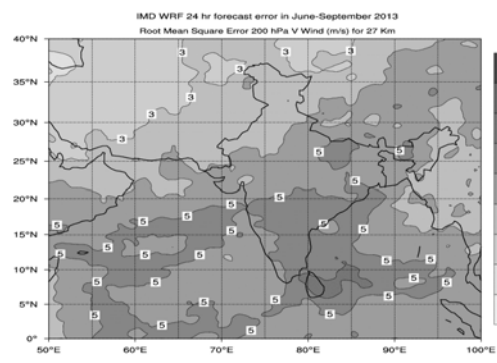 IMD WRF 24 hr forecast error in June-September 2013
Root Mean Square Error 200 hPa V Wind (m/s) for 27 Km
40°N
3 3 3
3
35°N
3
3
30°N
3
5 5
25°N
5
5
20°N
5
5 5 5 5
5 5
15°N
5 5
5 5 5 5 5
10°N
5 5 5 5
5
5
5°N
5 5
5 5
0°
50°E 60°E 70°E 80°E 90°E 100°E